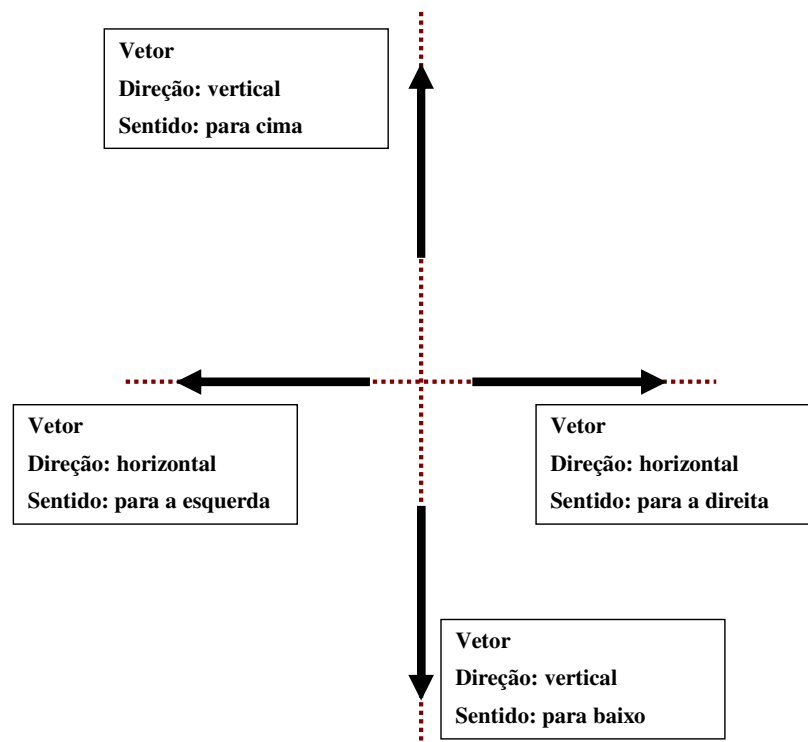 Vetor
Direção: vertical
Sentido: para cima
Vetor
Direção: horizontal
Sentido: para a esquerda
Vetor
Direção: horizontal
Sentido: para a direita
Vetor
Direção: vertical
Sentido: para baixo